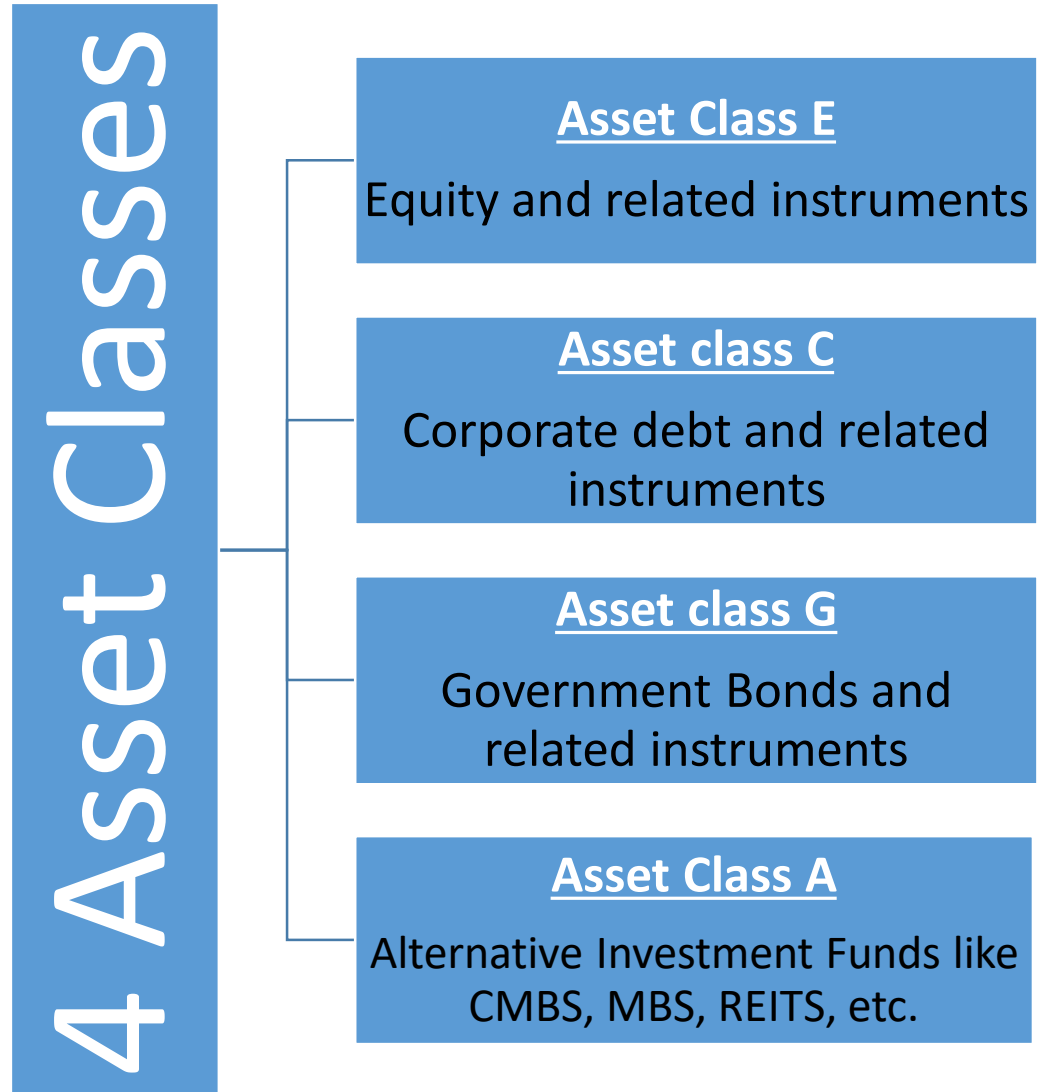 4 Asset Classes
Asset Class E
Equity and related instruments
Asset class C
Corporate debt and related
instruments
Asset class G
Government Bonds and
related instruments
Asset Class A
Alternative Investment Funds like
CMBS, MBS, REITS, etc.